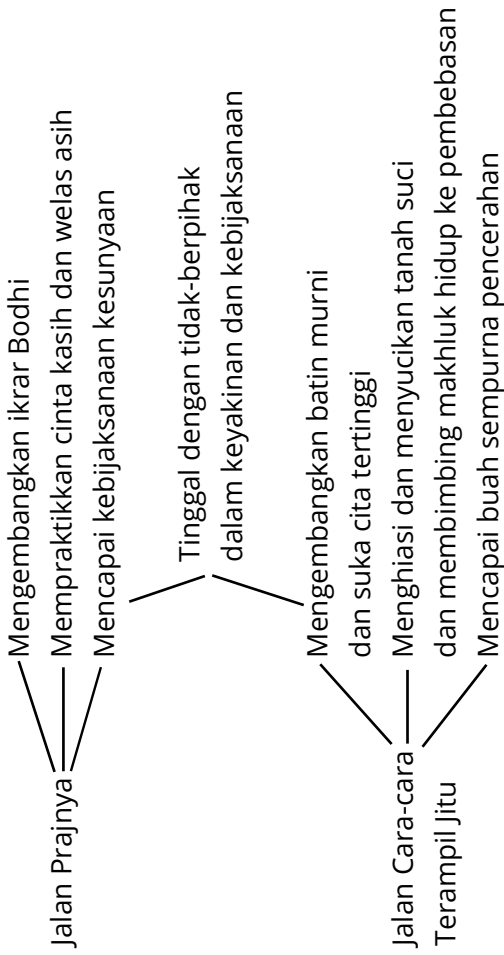 Jalan Prajnya
Mengembangkan ikrar Bodhi
Mempraktikkan cinta kasih dan welas asih
Mencapai kebijaksanaan kesunyaan
Tinggal dengan tidak-berpihak
dalam keyakinan dan kebijaksanaan
Jalan Cara-cara
Terampil Jitu
Mengembangkan batin murni
dan suka cita tertinggi
Menghiasi dan menyucikan tanah suci
dan membimbing makhluk hidup ke pembebasan
Mencapai buah sempurna pencerahan